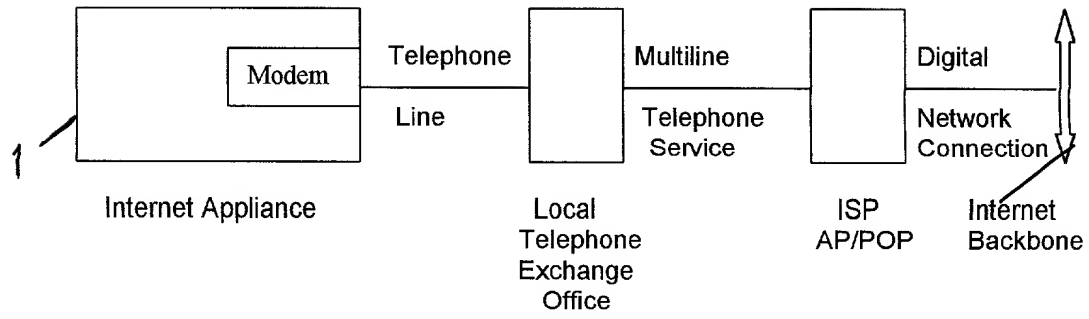 Modem
Telephone
Line
Multiline
Telephone
Service
Digital
Network
Connection
1
Internet Appliance
Local
Telephone
Exchange
Office
ISP
AP/POP
Internet
Backbone